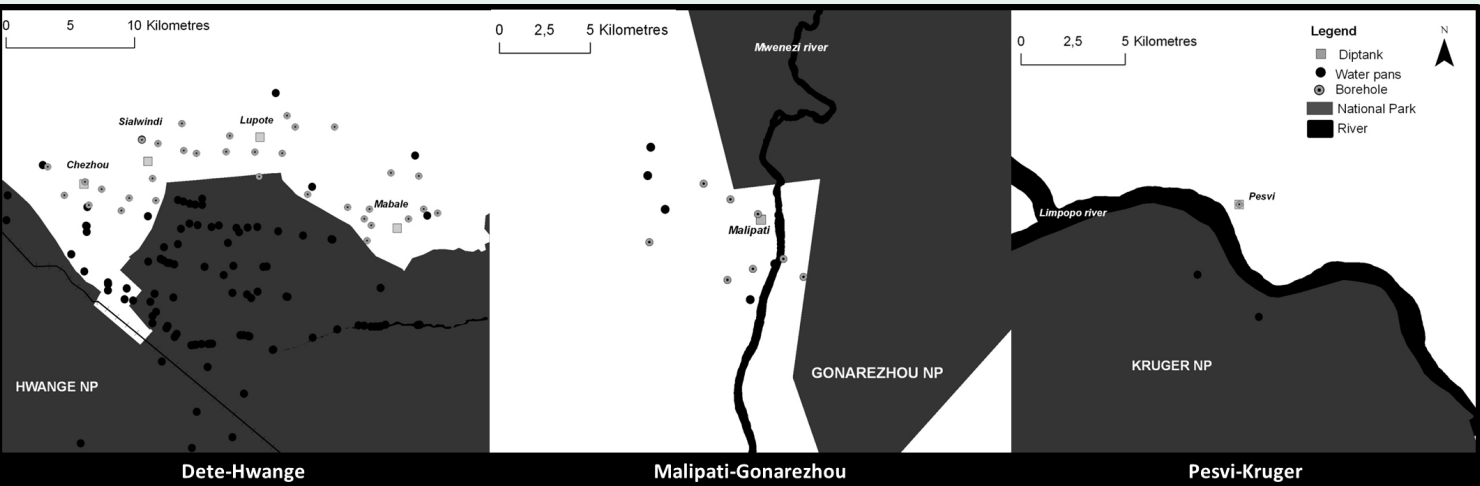 0 5 10 Kilometres
Sialwindi
Lupote
Chezhou
Mabale
HWANGE NP
Dete-Hwange
0 2,5 5 Kilometres
Mwenezi river
Malipati
GONAREZHOU NP
Malipati-Gonarezhou
0 2,5 5 Kilometres
Legend
Diptank
Water pans
Borehole
National Park
River
N
Pesvi
Limpopo river
KRUGER NP
Pesvi-Kruger